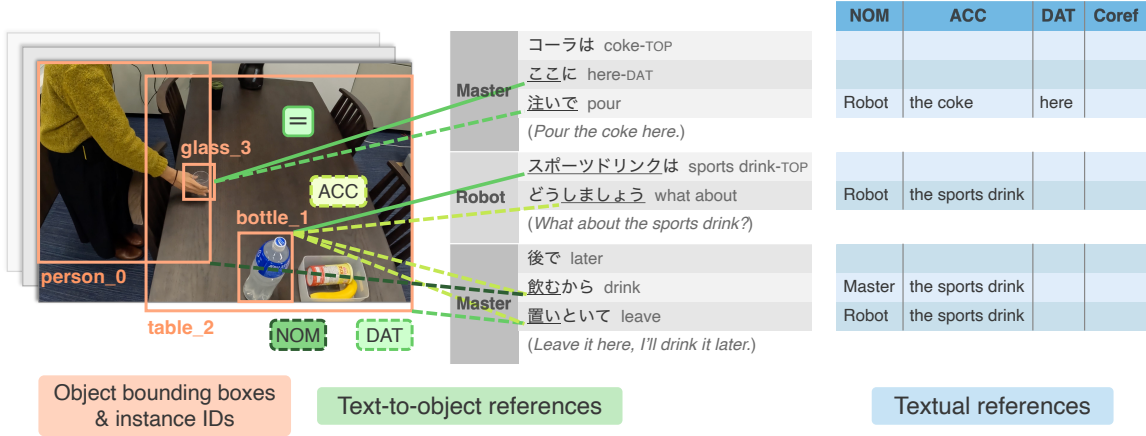 glass_3
=
ACC
bottle_1
person_0
table_2
NOM
DAT
Master
コーラは coke-TOP
ここに here-DAT
注いで pour
(Pour the coke here.)
Robot
スポーツドリンクは sports drink-TOP
どうしましょう what about
(What about the sports drink?)
Master
後で later
飲むから drink
置いといて leave
(Leave it here, I'll drink it later.)
NOM ACC DAT Coref
Robot the coke here
Robot the sports drink
Master the sports drink
Robot the sports drink
Object bounding boxes
& instance IDs
Text-to-object references
Textual references